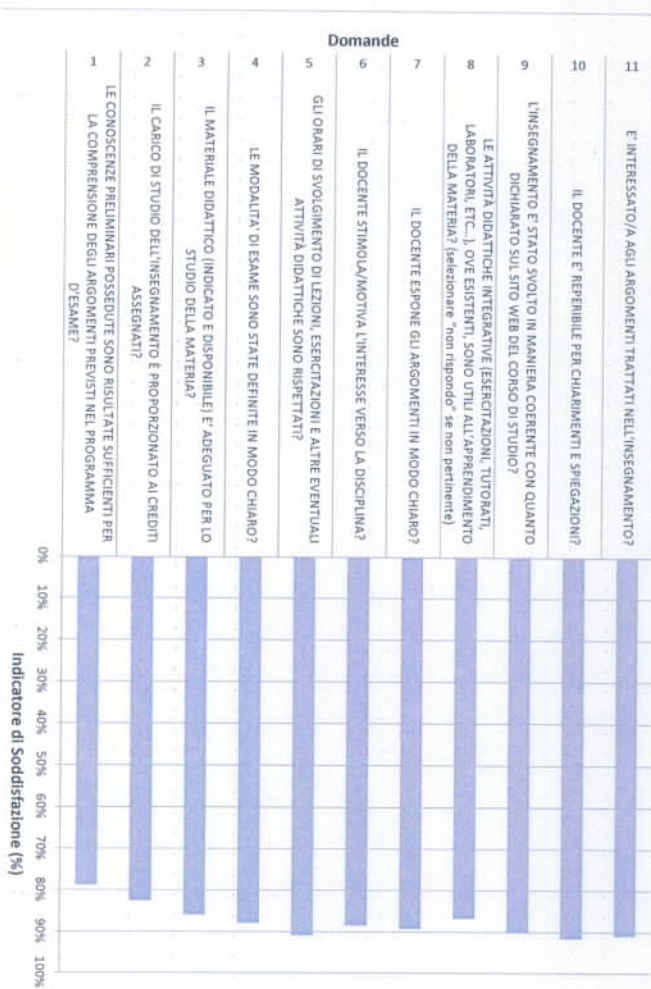 Domande
11
E' INTERESSATO/A AGLI ARGOMENTI TRATTATI NELL'INSEGNAMENTO?
10
IL DOCENTE E' REPERIBILE PER CHIARIMENTI E SPIEGAZIONI?
9
L'INSEGNAMENTO E' STATO SVOLTO IN MANIERA COERENTE CON QUANTO
DICHIARATO SUL SITO WEB DEL CORSO DI STUDIO?
8
LE ATTIVITÀ DIDATTICHE INTEGRATIVE (ESERCITAZIONI, TUTORATI,
LABORATORI, ETC...), OVE ESISTENTI, SONO UTILI ALL'APPRENDIMENTO
DELLA MATERIA? (selezionare "non rispondo" se non pertinente)
7
IL DOCENTE ESPONE GLI ARGOMENTI IN MODO CHIARO?
6
IL DOCENTE STIMOLA/MOTIVA L'INTERESSE VERSO LA DISCIPLINA?
5
GLI ORARI DI SVOLGIMENTO DI LEZIONI, ESERCITAZIONI E ALTRE EVENTUALI
ATTIVITÀ DIDATTICHE SONO RISPETTATI?
4
LE MODALITA' DI ESAME SONO STATE DEFINITE IN MODO CHIARO?
3
IL MATERIALE DIDATTICO (INDICATO E DISPONIBILE) E' ADEGUATO PER LO
STUDIO DELLA MATERIA?
2
IL CARICO DI STUDIO DELL'INSEGNAMENTO È PROPORZIONATO AI CREDITI
ASSEGNATI?
1
LE CONOSCENZE PRELIMINARI POSSEDUTE SONO RISULTATE SUFFICIENTI PER
LA COMPRENSIONE DEGLI ARGOMENTI PREVISTI NEL PROGRAMMA
D'ESAME?
0% 10% 20% 30% 40% 50% 60% 70% 80% 90% 100%
Indicatore di Soddisfazione (%)